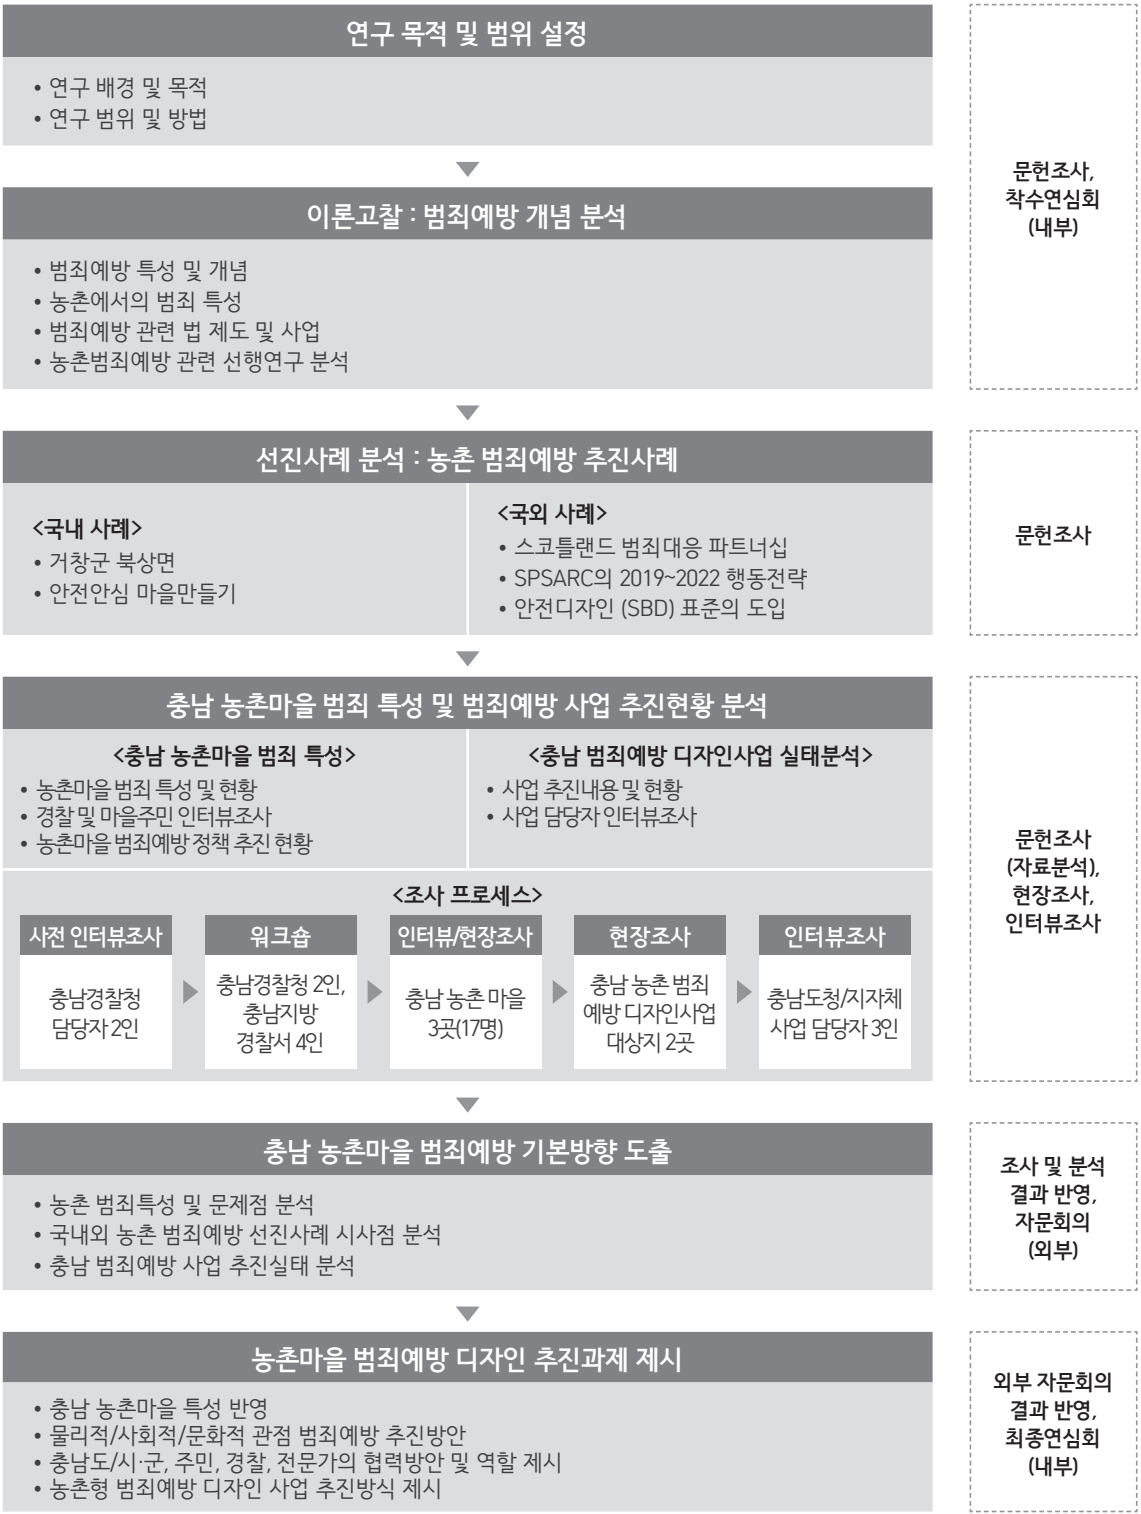 연구 목적 및 범위 설정
• 연구 배경 및 목적
• 연구 범위 및 방법
문헌조사,
착수연심회
(내부)
이론고찰 : 범죄예방 개념 분석
• 범죄예방 특성 및 개념
• 농촌에서의 범죄 특성
• 범죄예방 관련 법 제도 및 사업
• 농촌범죄예방 관련 선행연구 분석
선진사례 분석 : 농촌 범죄예방 추진사례
<국내 사례>
• 거창군 북상면
• 안전안심 마을만들기
<국외 사례>
• 스코틀랜드 범죄대응 파트너십
• SPSARC의 2019~2022 행동전략
• 안전디자인 (SBD) 표준의 도입
문헌조사
충남 농촌마을 범죄 특성 및 범죄예방 사업 추진현황 분석
<충남 농촌마을 범죄 특성>
• 농촌마을 범죄 특성 및 현황
• 경찰 및 마을주민 인터뷰조사
• 농촌마을 범죄예방 정책 추진 현황
<충남 범죄예방 디자인사업 실태분석>
• 사업 추진내용 및 현황
• 사업 담당자 인터뷰조사
<조사 프로세스>
사전 인터뷰조사
충남경찰청
담당자 2인
워크숍
충남경찰청 2인,
충남지방
경찰서 4인
인터뷰/현장조사
충남 농촌 마을
3곳(17명)
현장조사
충남 농촌 범죄
예방 디자인사업
대상지 2곳
인터뷰조사
충남도청/지자체
사업 담당자 3인
문헌조사
(자료분석),
현장조사,
인터뷰조사
충남 농촌마을 범죄예방 기본방향 도출
• 농촌 범죄특성 및 문제점 분석
• 국내외 농촌 범죄예방 선진사례 시사점 분석
• 충남 범죄예방 사업 추진실태 분석
조사 및 분석
결과 반영,
자문회의
(외부)
농촌마을 범죄예방 디자인 추진과제 제시
• 충남 농촌마을 특성 반영
• 물리적/사회적/문화적 관점 범죄예방 추진방안
• 충남도/시·군, 주민, 경찰, 전문가의 협력방안 및 역할 제시
• 농촌형 범죄예방 디자인 사업 추진방식 제시
외부 자문회의
결과 반영,
최종연심회
(내부)